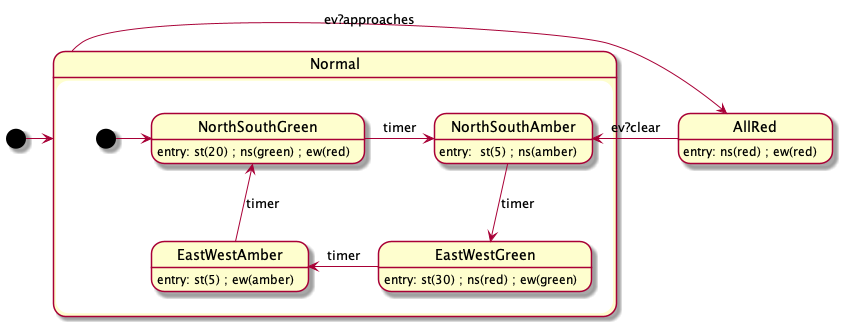 ev?approaches
Normal
NorthSouthGreen
entry: st(20) ; ns(green) ; ew(red)
timer
NorthSouthAmber
entry:  st(5) ; ns(amber)
ev?clear
AllRed
entry: ns(red) ; ew(red)
timer
timer
EastWestAmber
entry: st(5) ; ew(amber)
timer
EastWestGreen
entry: st(30) ; ns(red) ; ew(green)